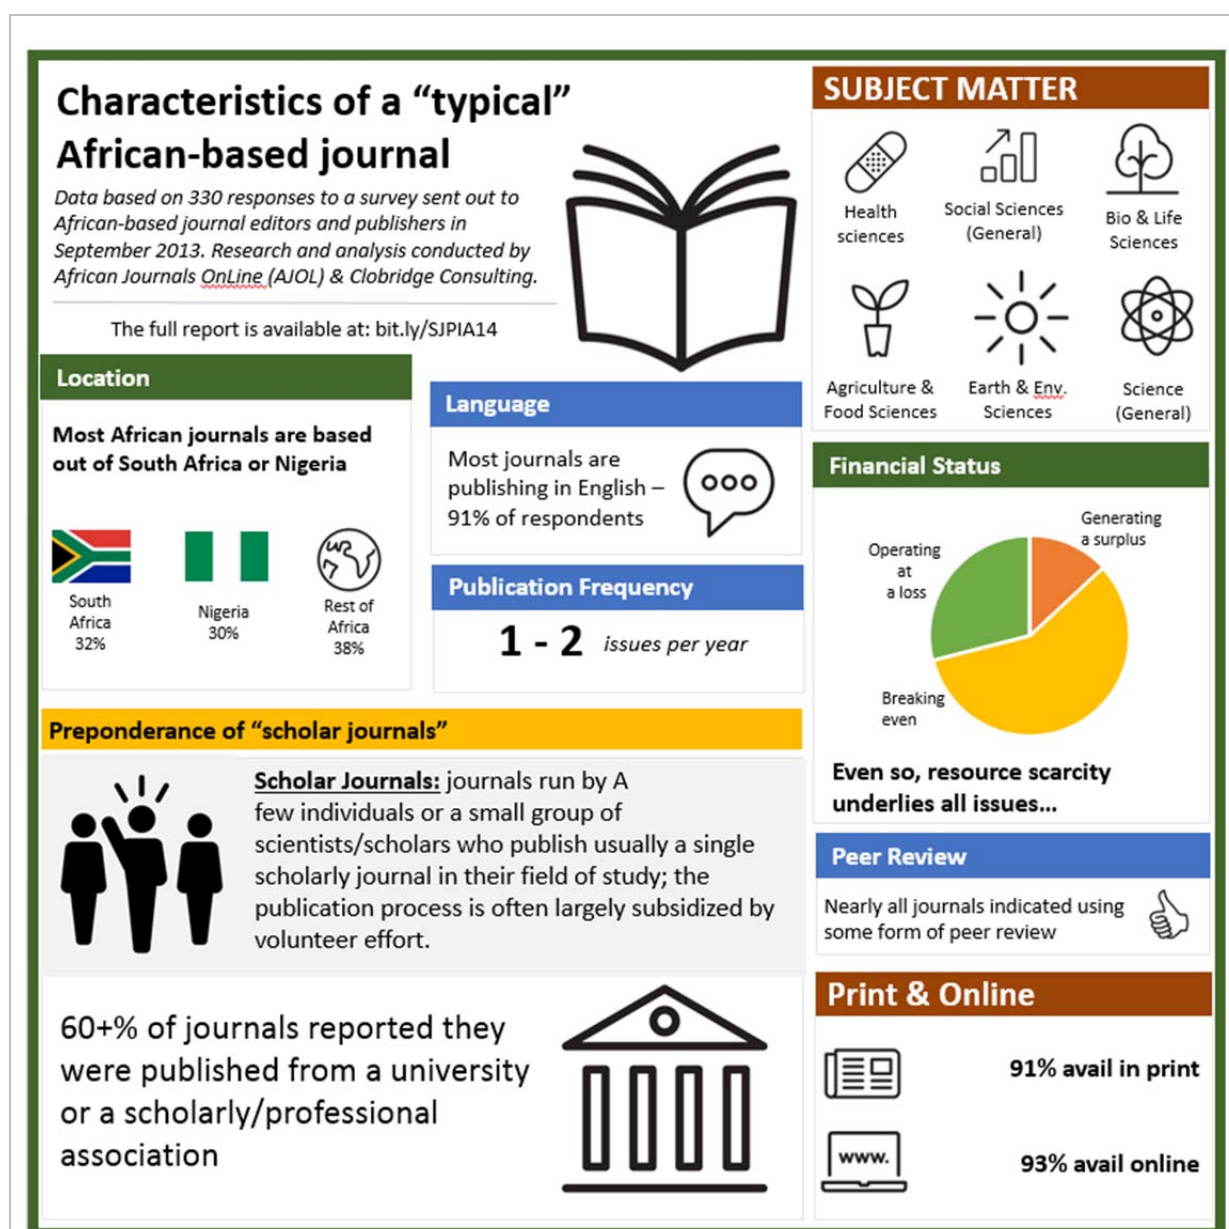 Characteristics of a “typical”
African-based journal
Data based on 330 responses to a survey sent out to
African-based journal editors and publishers in
September 2013. Research and analysis conducted by
African Journals OnLine (AJOL) & Clobridge Consulting.
The full report is available at: bit.ly/SJPIA14
Location
Most African journals are based
out of South Africa or Nigeria
South
Africa
32%
Nigeria
30%
Rest of
Africa
38%
Language
Most journals are
publishing in English –
91% of respondents
Publication Frequency
1 - 2 issues per year
Preponderance of “scholar journals”
Scholar Journals: journals run by A
few individuals or a small group of
scientists/scholars who publish usually a single
scholarly journal in their field of study; the
publication process is often largely subsidized by
volunteer effort.
60+% of journals reported they
were published from a university
or a scholarly/professional
association
SUBJECT MATTER
Health
sciences
Social Sciences
(General)
Bio & Life
Sciences
Agriculture &
Food Sciences
Earth & Env.
Sciences
Science
(General)
Financial Status
Generating
a surplus
Operating
at
a loss
Breaking
even
Even so, resource scarcity
underlies all issues...
Peer Review
Nearly all journals indicated using
some form of peer review
Print & Online
91% avail in print
www.
93% avail online